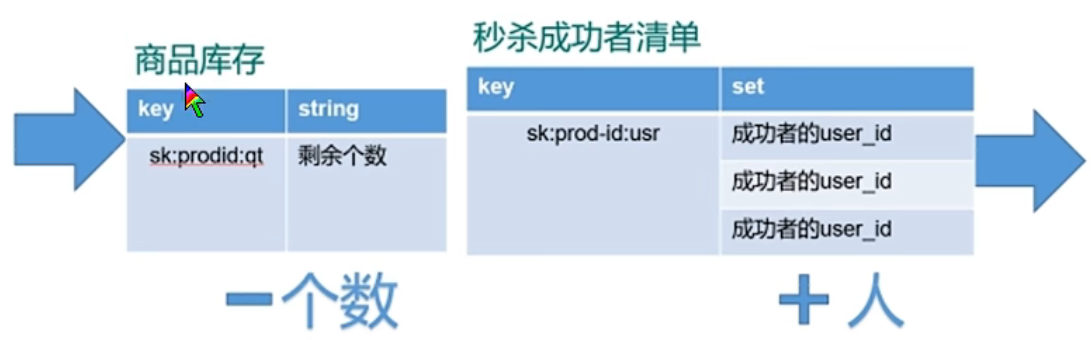 商品库存
key string
sk:prodid:qt 剩余个数
一个数
秒杀成功者清单
key set
sk:prod-id:usr 成功者的user_id
成功者的user_id
成功者的user_id
+人